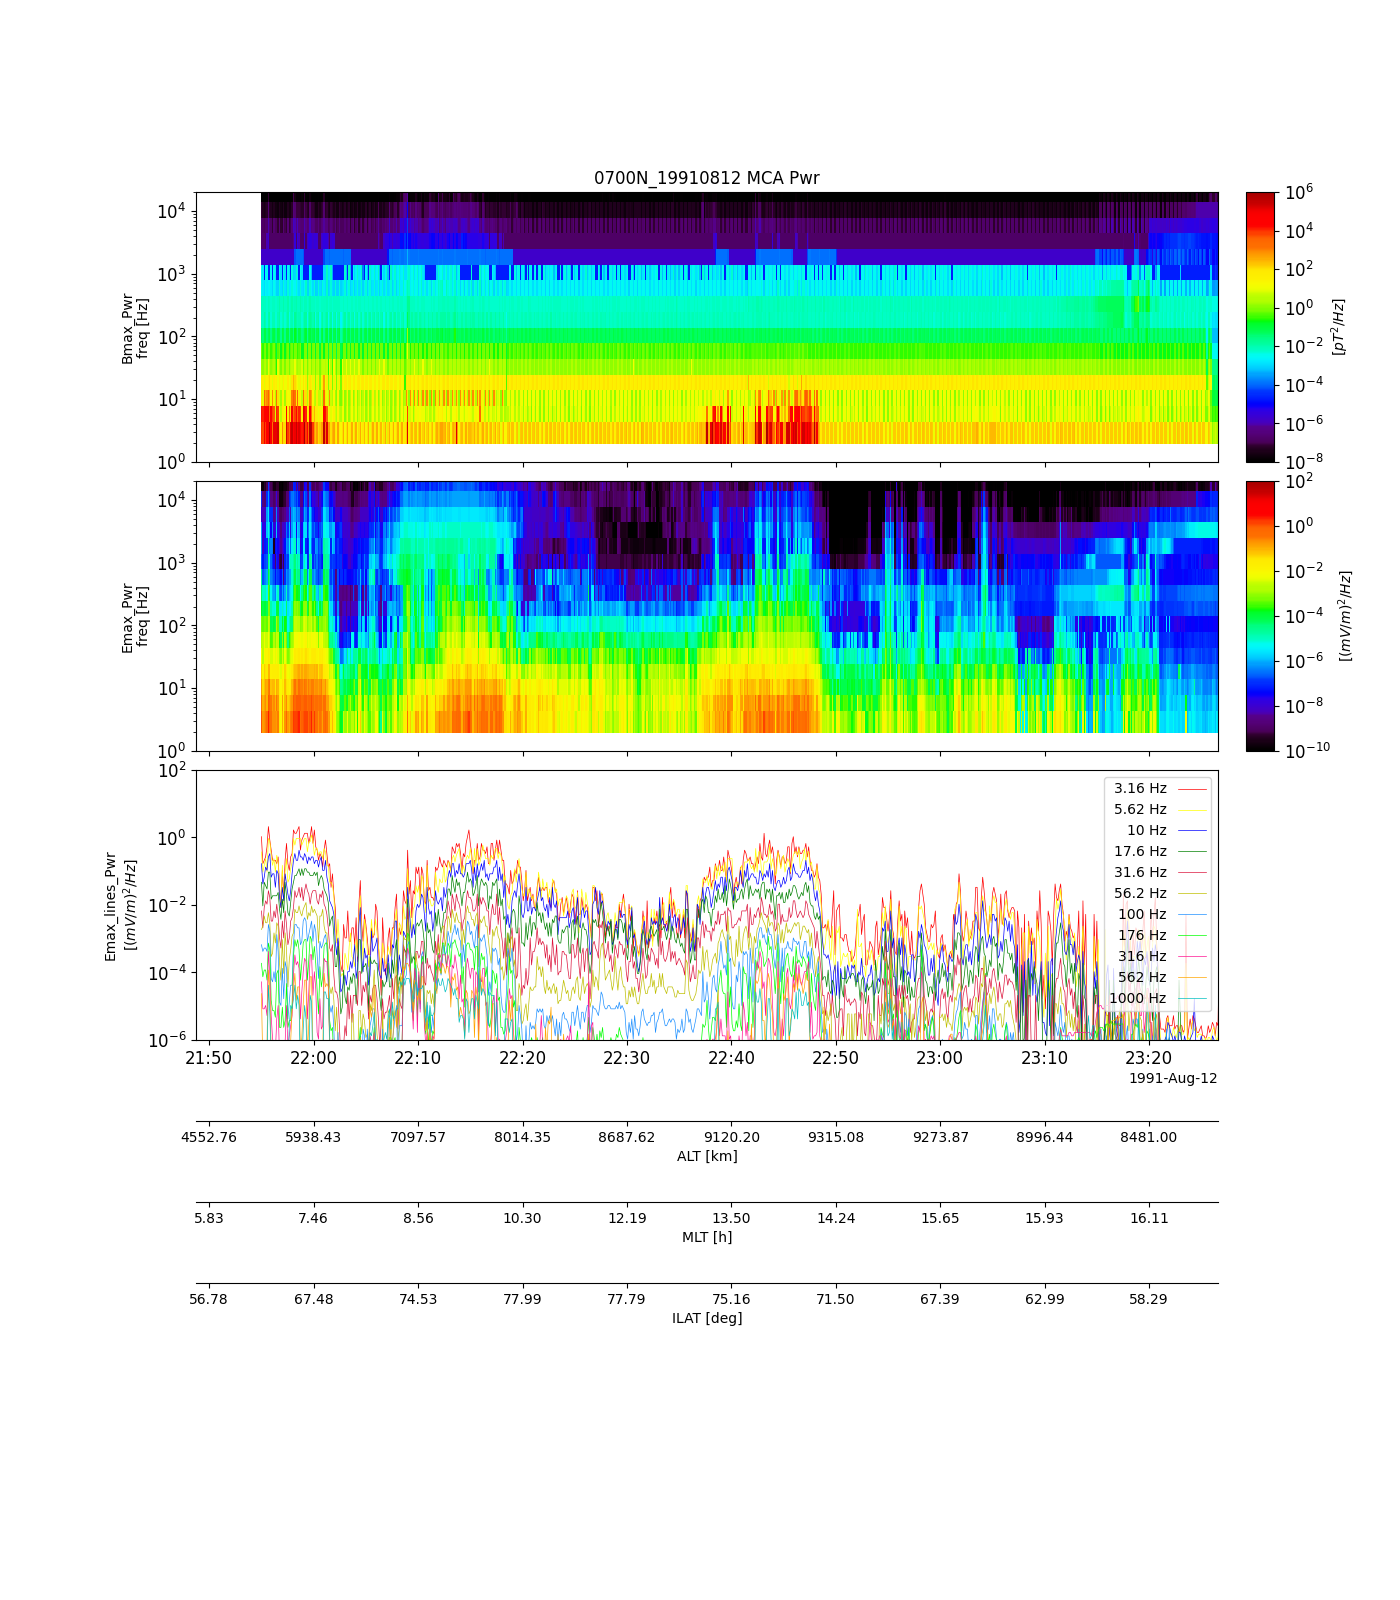 0700N_19910812 MCA Pwr
Bmax_Pwr
freq [Hz]
10^4
10^3
10^2
10^1
10^0
10^6
10^4
10^2
10^0
10^-2
10^-4
10^-6
10^-8
[pT^2/Hz]
Emax_Pwr
freq [Hz]
10^4
10^3
10^2
10^1
10^0
10^2
10^0
10^-2
10^-4
10^-6
10^-8
10^-10
[(mV/m)^2/Hz]
Emax_lines_Pwr
[(mV/m)^2/Hz]
10^2
10^0
10^-2
10^-4
10^-6
3.16 Hz
5.62 Hz
10 Hz
17.6 Hz
31.6 Hz
56.2 Hz
100 Hz
176 Hz
316 Hz
562 Hz
1000 Hz
21:50 22:00 22:10 22:20 22:30 22:40 22:50 23:00 23:10 23:20
1991-Aug-12
4552.76 5938.43 7097.57 8014.35 8687.62 9120.20 9315.08 9273.87 8996.44 8481.00
ALT [km]
5.83 7.46 8.56 10.30 12.19 13.50 14.24 15.65 15.93 16.11
MLT [h]
56.78 67.48 74.53 77.99 77.79 75.16 71.50 67.39 62.99 58.29
ILAT [deg]